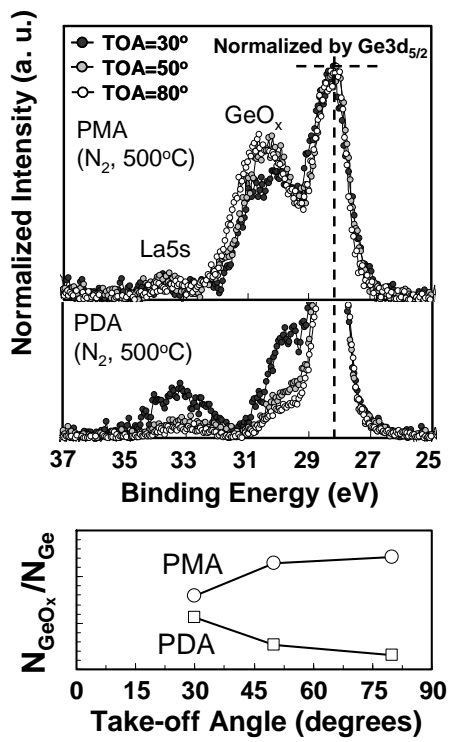 Normalized Intensity (a. u.)
TOA=30°
TOA=50°
TOA=80°
Normalized by Ge3d5/2
PMA
(N2, 500oC)
GeOx
La5s
PDA
(N2, 500oC)
37 35 33 31 29 27 25
Binding Energy (eV)
NGeOx/NGe
PMA
PDA
0 15 30 45 60 75 90
Take-off Angle (degrees)